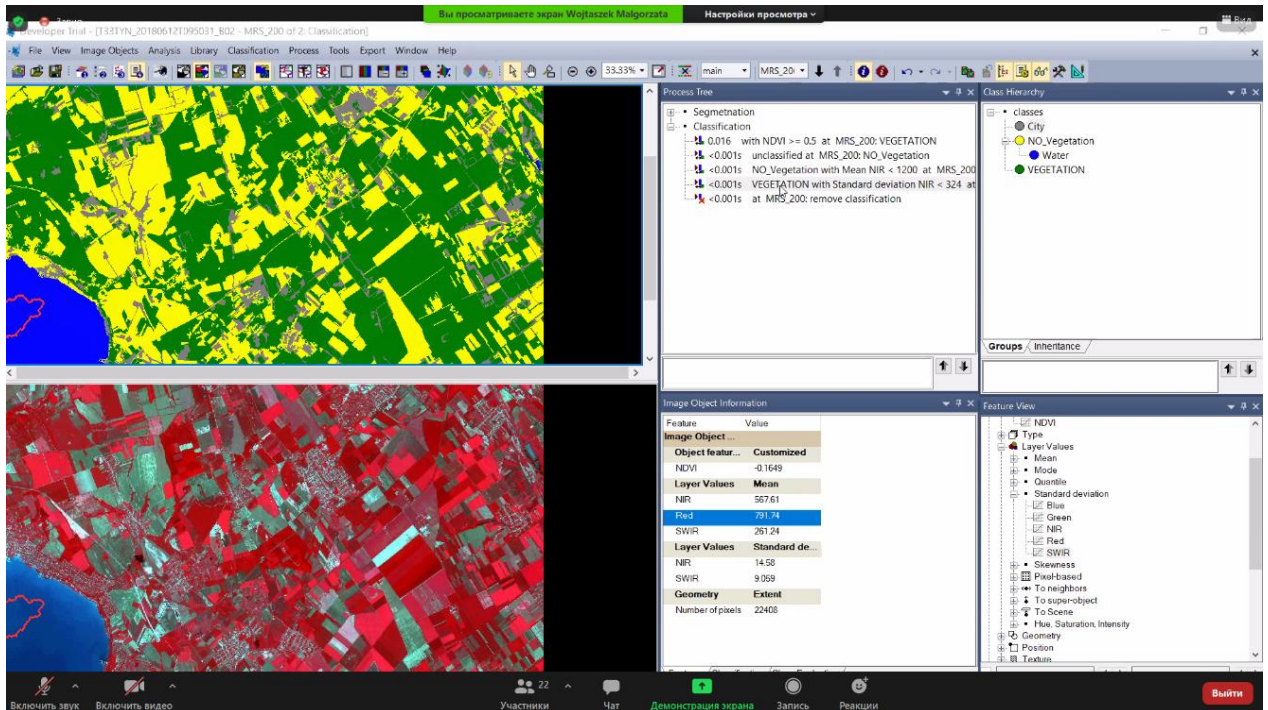 Вы просматриваете экран Wojtaszek Malgorzata
Настройки просмотра
Вид
Developer Trial - [T33TYN_20180612T095031_B02 - MRS_200 of 2: Classification]
File View Image Objects Analysis Library Classification Process Tools Export Window Help
33.33% main MRS_20
Process Tree
Segmetnation
Classification
0.016 with NDVI >= 0.5 at MRS_200: VEGETATION
<0.001s unclassified at MRS_200: NO_Vegetation
<0.001s NO_Vegetation with Mean NIR < 1200 at MRS_200
<0.001s VEGETATION with Standard deviation NIR < 324 at
<0.001s at MRS_200: remove classification
Class Hierarchy
classes
City
NO_Vegetation
Water
VEGETATION
Groups Inheritance
Image Object Information
Feature Value
Image Object ...
Object featur... Customized
NDVI -0.1649
Layer Values Mean
NIR 567.61
Red 791.74
SWIR 261.24
Layer Values Standard de...
NIR 14.58
SWIR 9.059
Geometry Extent
Number of pixels 22408
Feature View
NDVI
Type
Layer Values
Mean
Mode
Quantile
Standard deviation
Blue
Green
NIR
Red
SWIR
Skewness
Pixel-based
To neighbors
To super-object
To Scene
Hue, Saturation, Intensity
Geometry
Position
Texture
Включить звук
Включить видео
22
Участники
Чат
Демонстрация экрана
Запись
Реакции
Выйти